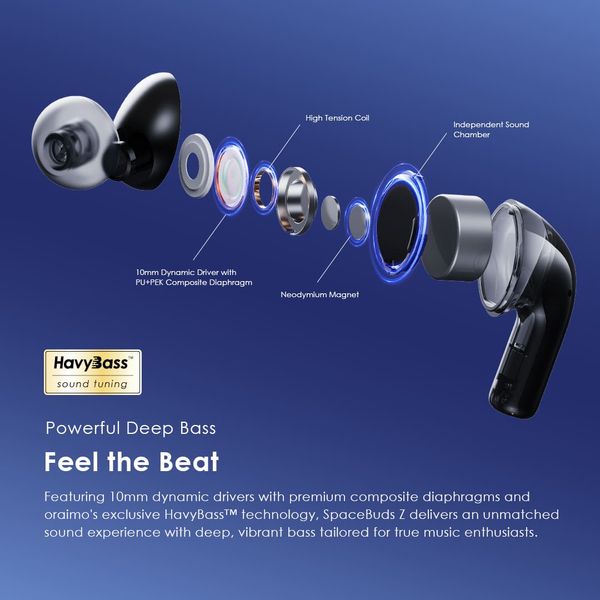 High Tension Coil
Independent Sound
Chamber
10mm Dynamic Driver with
PU+PEK Composite Diaphragm
Neodymium Magnet
HavyBass™
sound tuning
Powerful Deep Bass
Feel the Beat
Featuring 10mm dynamic drivers with premium composite diaphragms and
oraimo's exclusive HavyBass™ technology, SpaceBuds Z delivers an unmatched
sound experience with deep, vibrant bass tailored for true music enthusiasts.